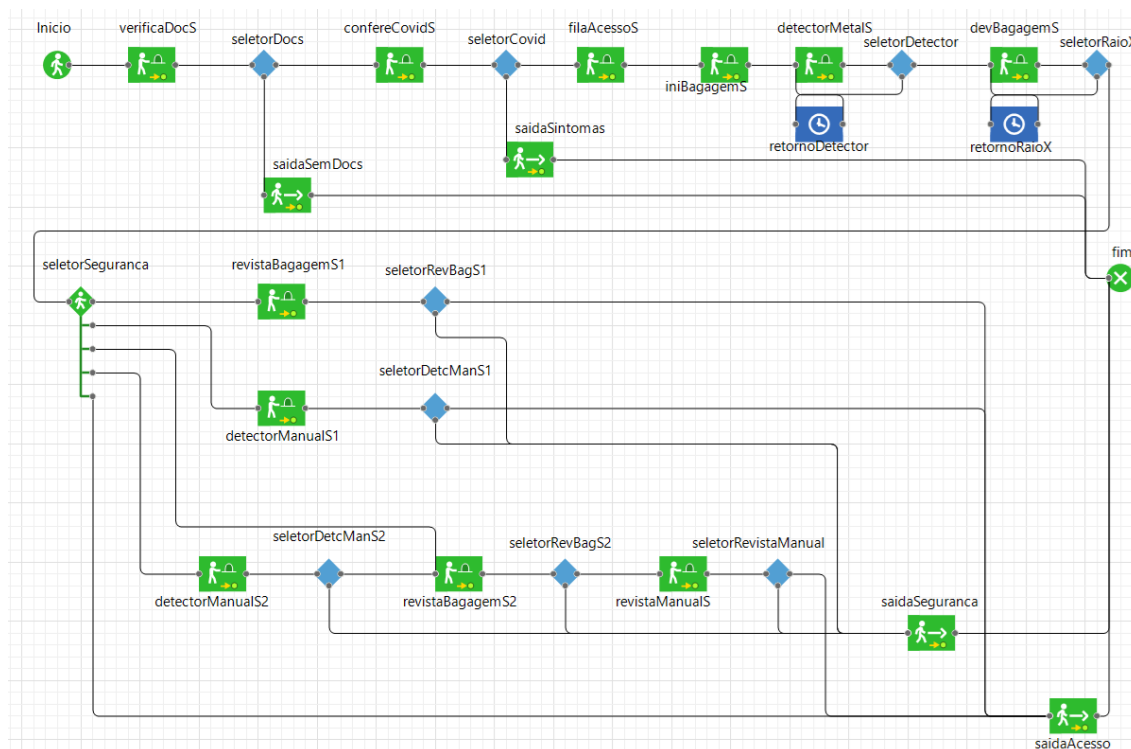 Inicio
verificaDocS
seletorDocs
confereCovidS
seletorCovid
filaAcessoS
iniBagagemS
detectorMetalS
seletorDetector
devBagagemS
seletorRaioX
retornoDetector
retornoRaioX
saidaSintomas
saidaSemDocs
fim
seletorSeguranca
revistaBagagemS1
seletorRevBagS1
seletorDetcManS1
detectorManualS1
seletorDetcManS2
seletorRevBagS2
seletorRevistaManual
detectorManualS2
revistaBagagemS2
revistaManualS
saidaSeguranca
saidaAcesso